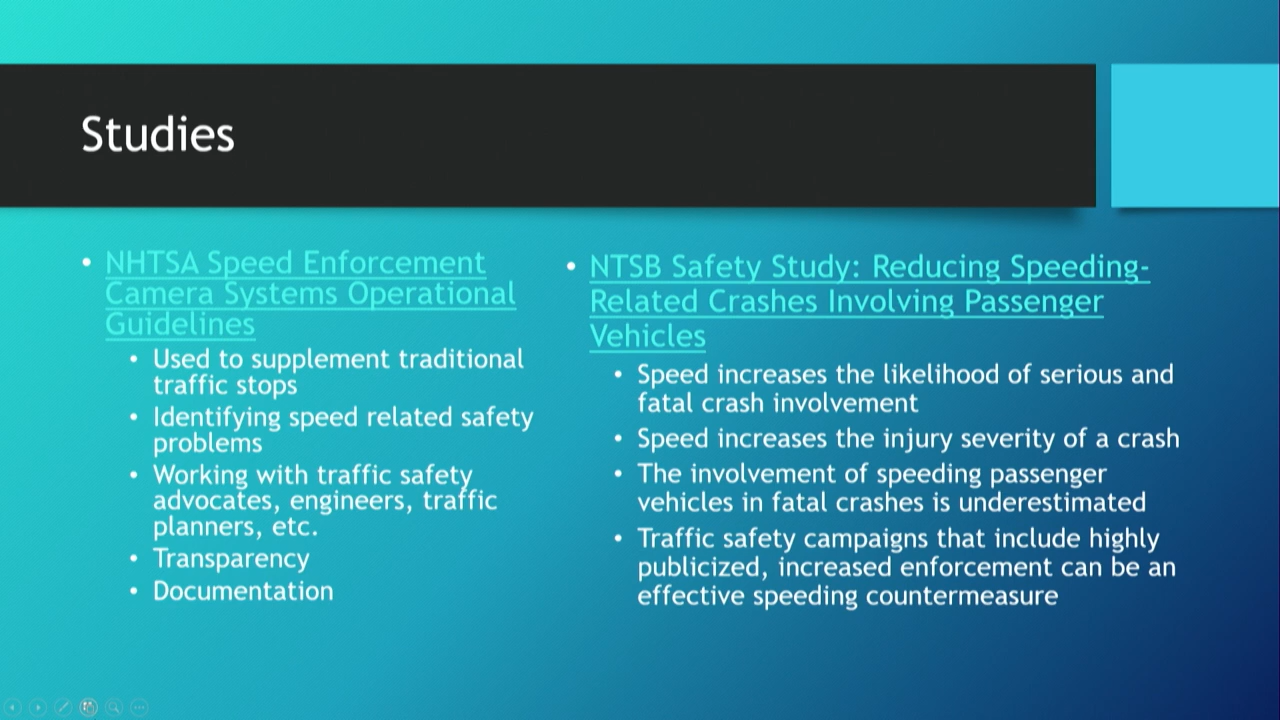 Studies
• NHTSA Speed Enforcement
Camera Systems Operational
Guidelines
• Used to supplement traditional
traffic stops
• Identifying speed related safety
problems
• Working with traffic safety
advocates, engineers, traffic
planners, etc.
• Transparency
• Documentation
• NTSB Safety Study: Reducing Speeding-
Related Crashes Involving Passenger
Vehicles
• Speed increases the likelihood of serious and
fatal crash involvement
• Speed increases the injury severity of a crash
• The involvement of speeding passenger
vehicles in fatal crashes is underestimated
• Traffic safety campaigns that include highly
publicized, increased enforcement can be an
effective speeding countermeasure